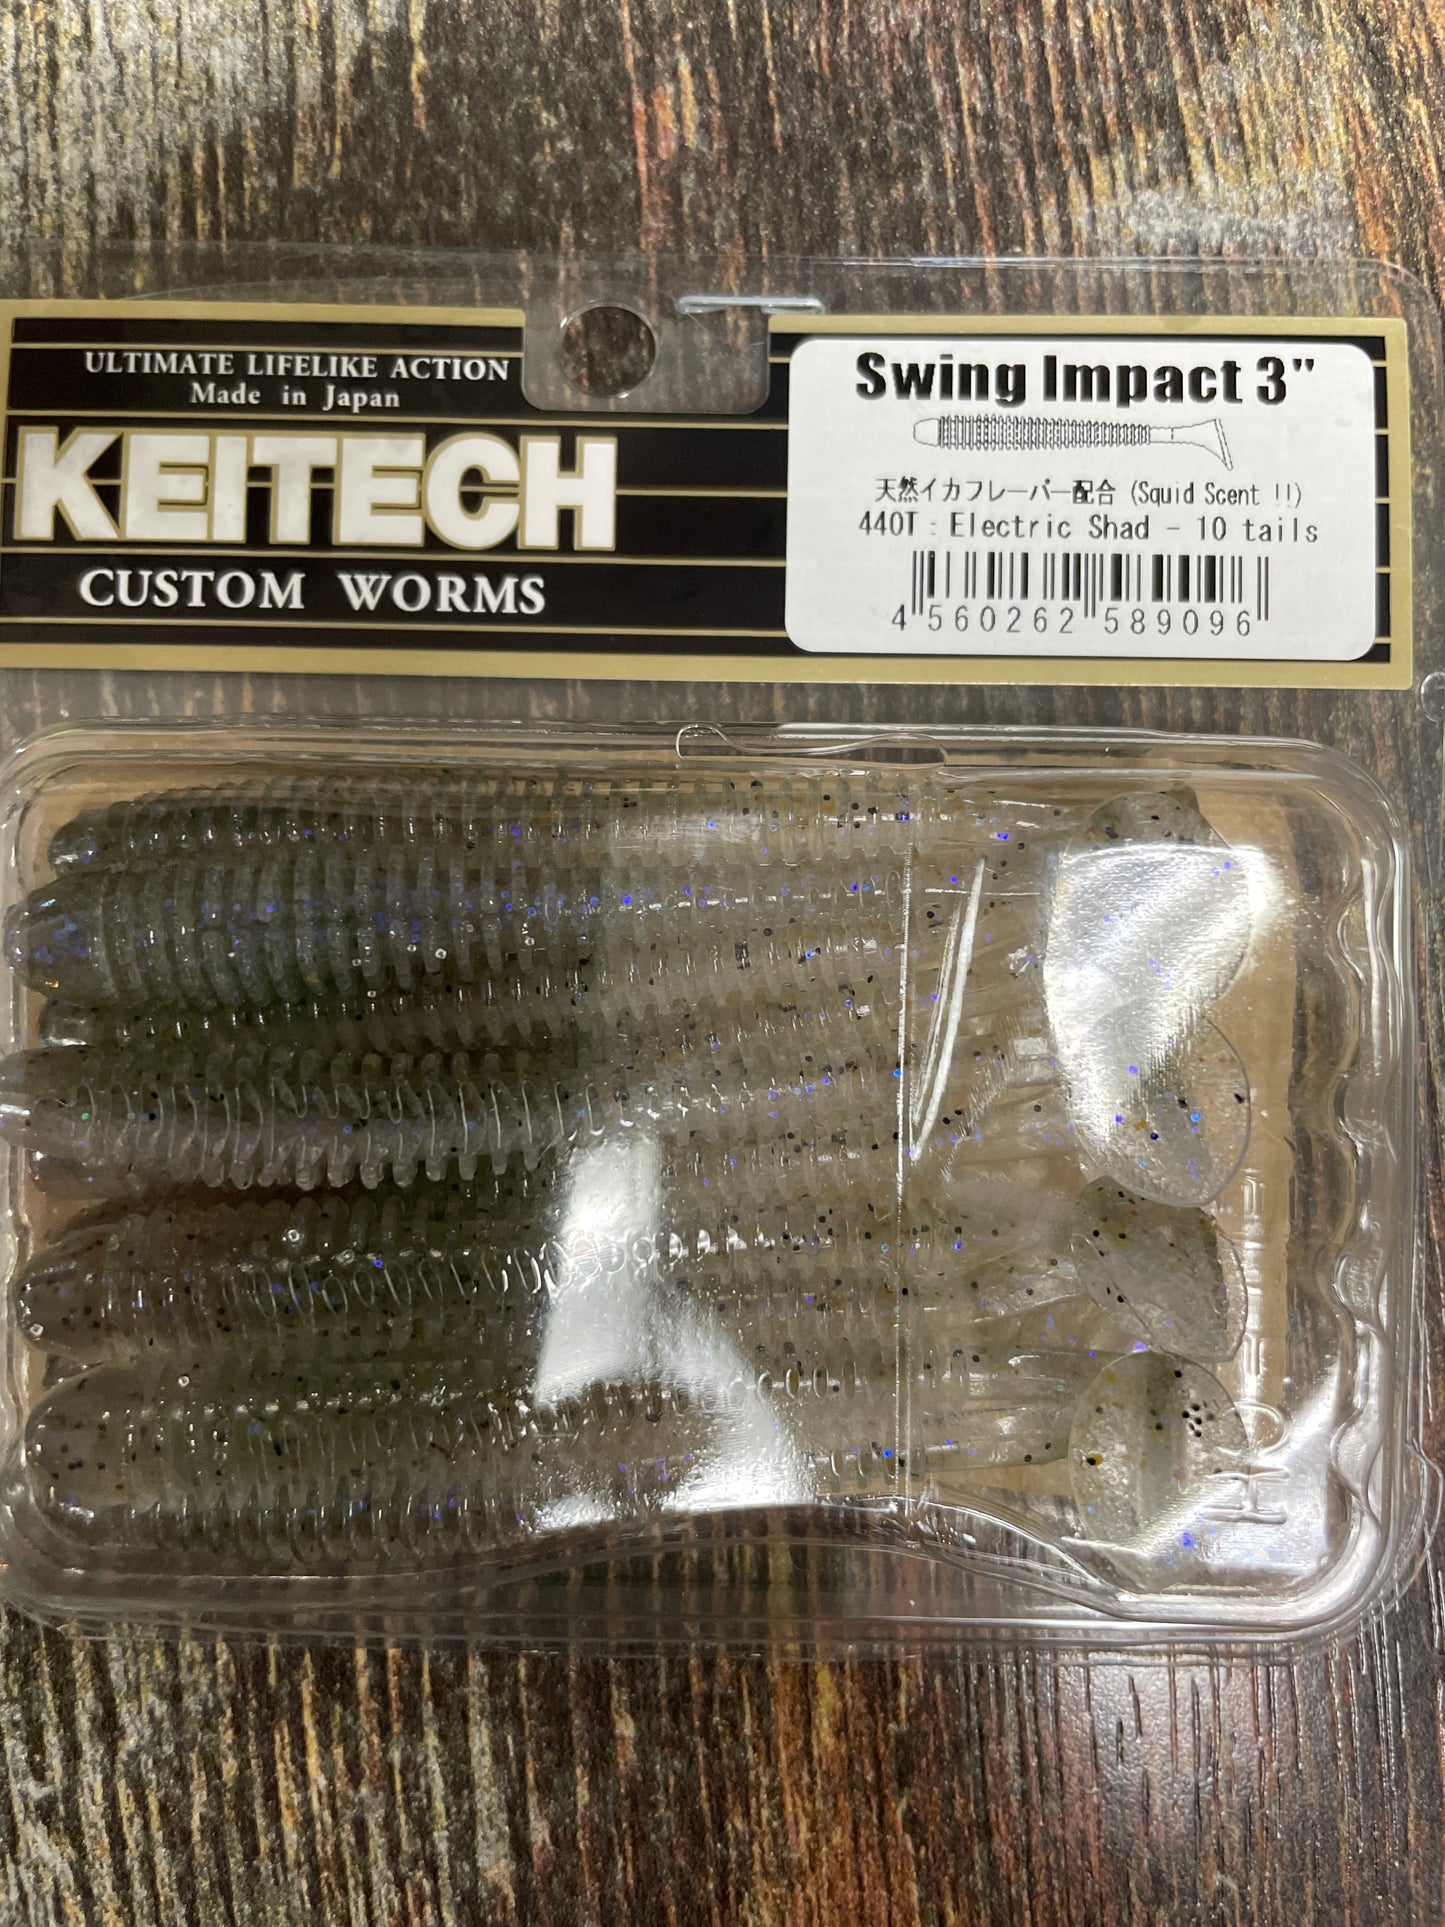 ULTIMATE LIFELIKE ACTION
Made in Japan
KEITECH
CUSTOM WORMS
Swing Impact 3"
天然イカフレーバー配合 (Squid Scent !!)
440T : Electric Shad - 10 tails
4 560262 589096